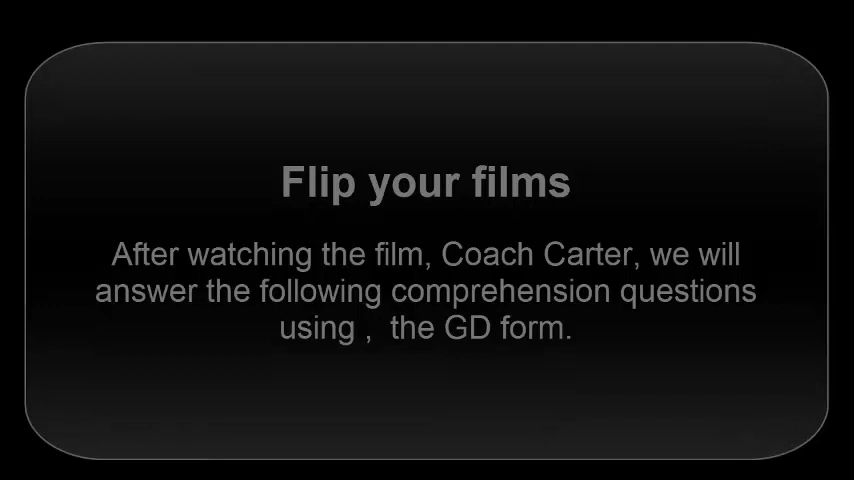 Flip your films
After watching the film, Coach Carter, we will
answer the following comprehension questions
using ,  the GD form.